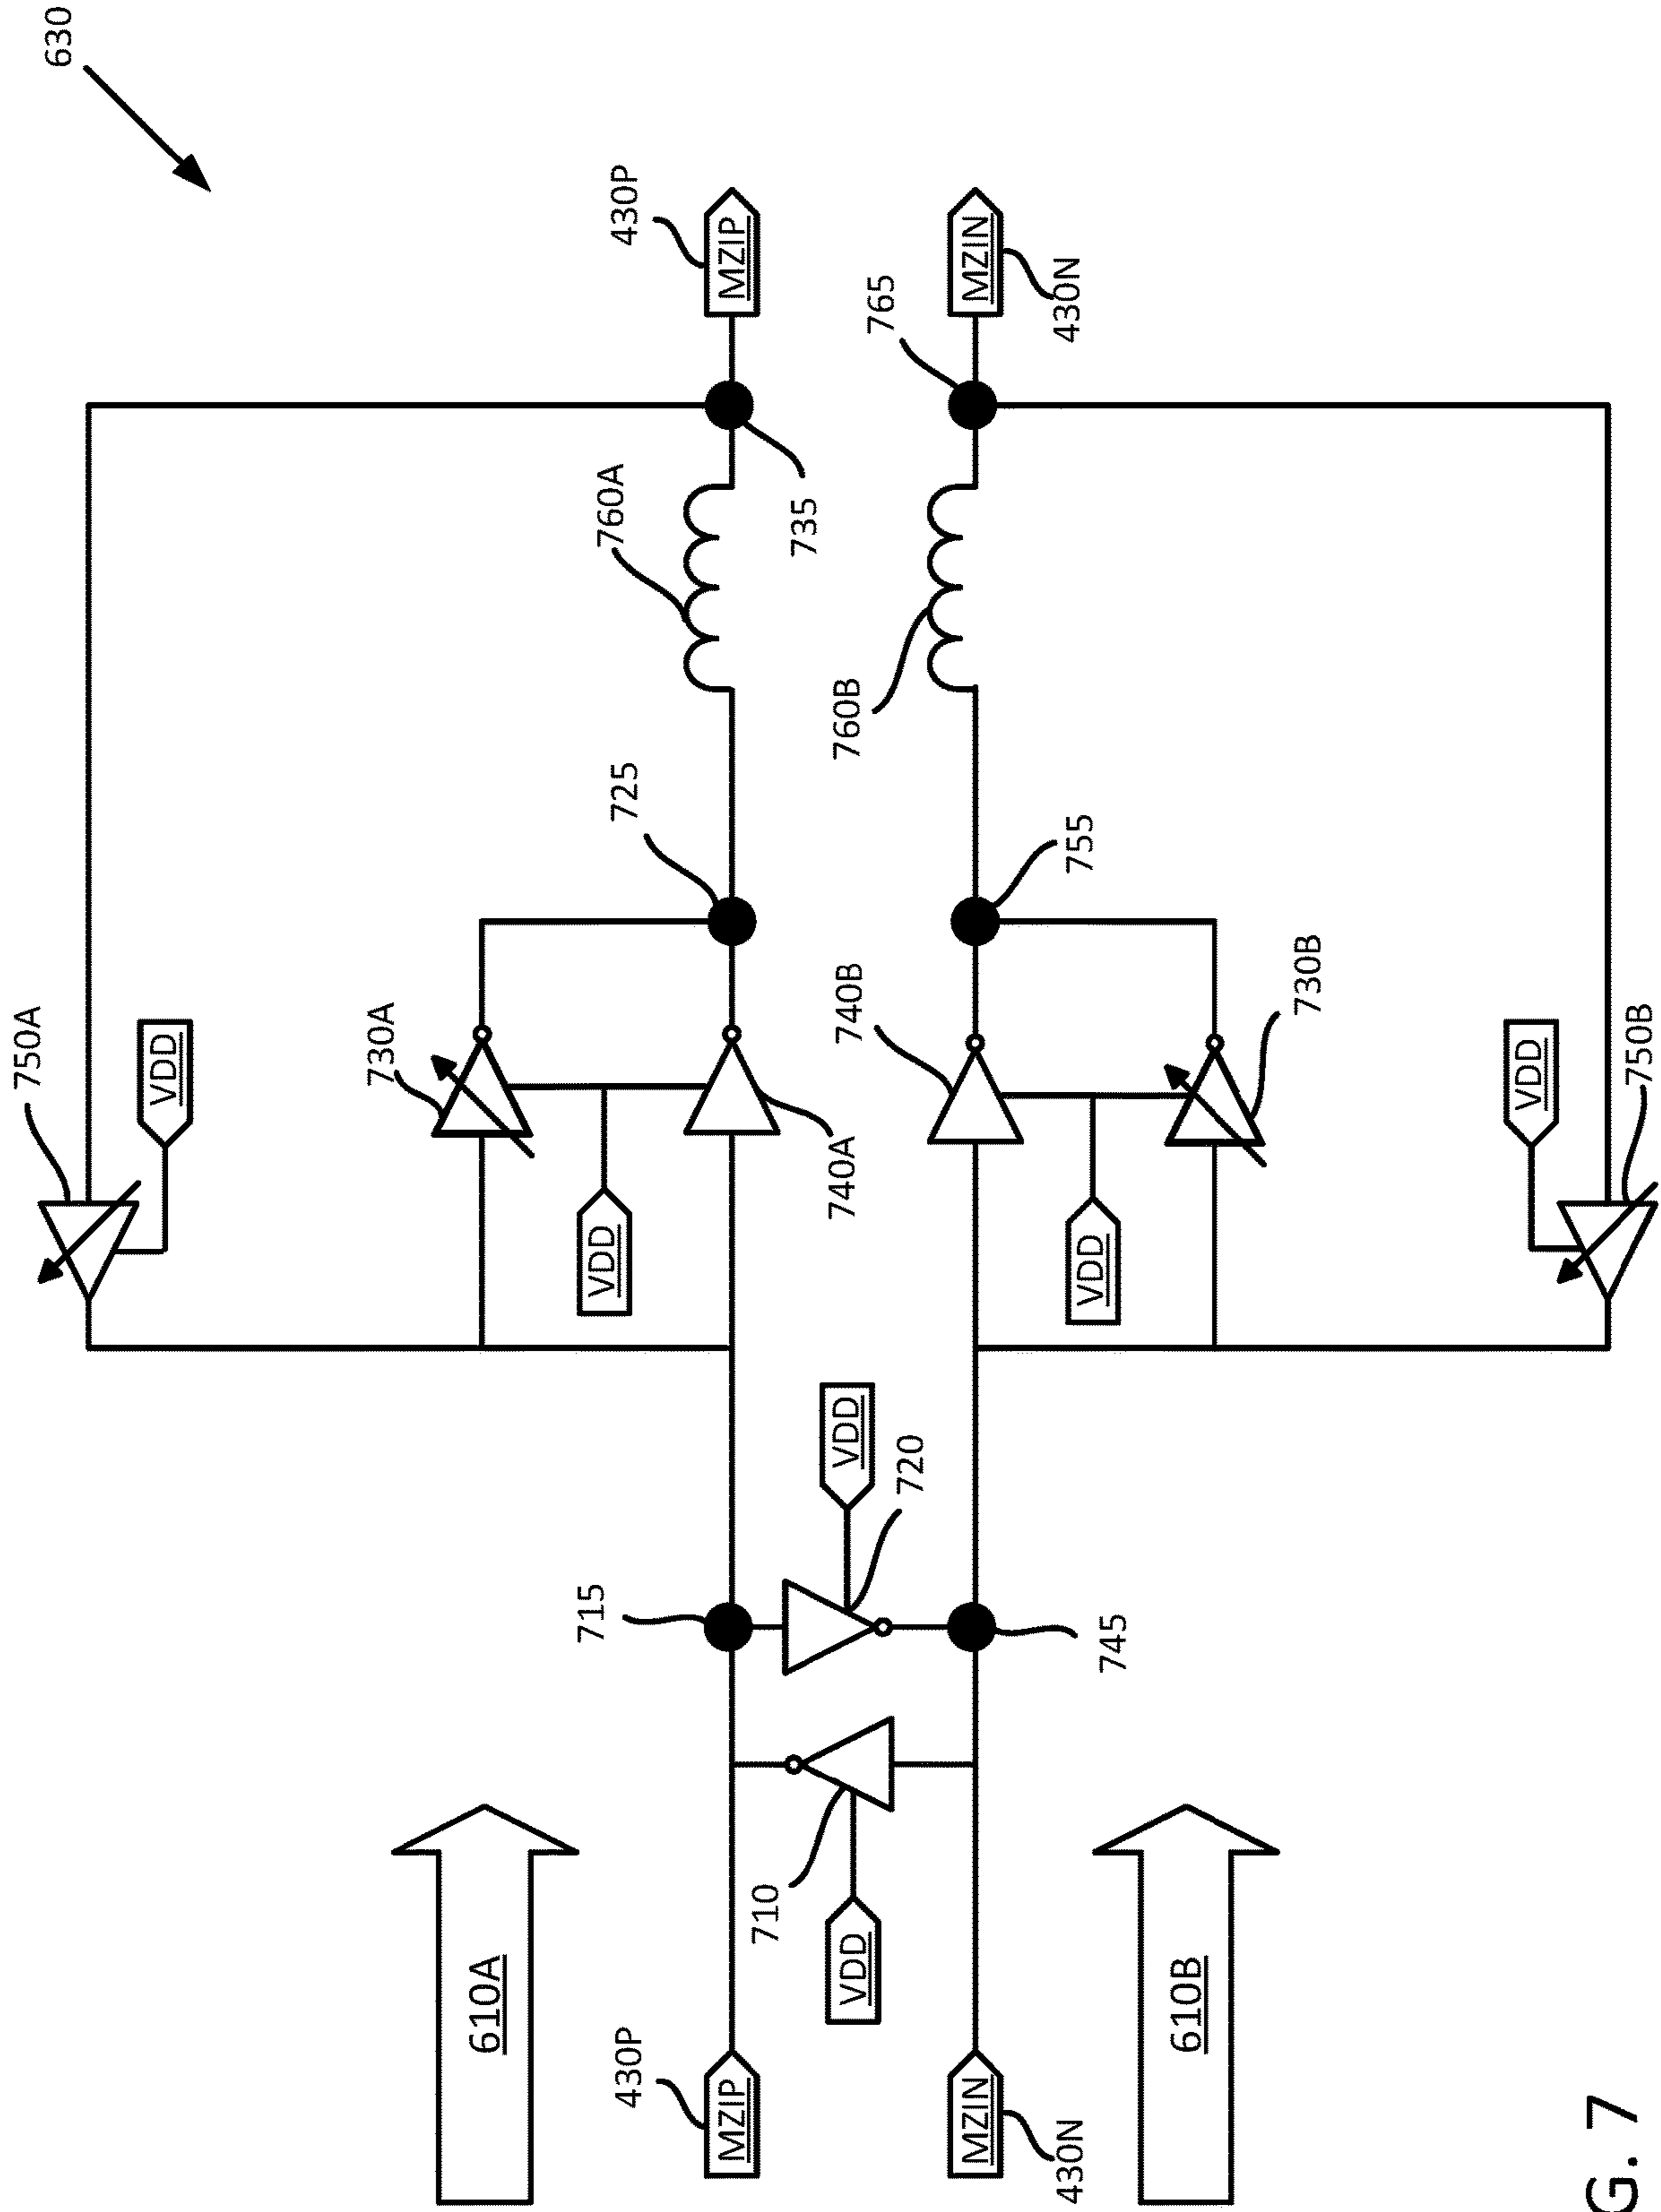 630
750A
VDD
730A
VDD
740A
725
760A
735
430P
MZIP
610A
430P
MZIP
715
710
VDD
720
VDD
745
430N
MZIN
610B
740B
VDD
730B
755
760B
765
MZIN
430N
VDD
750B
G. 7